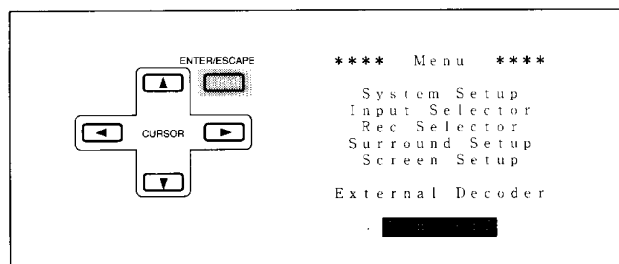 ENTER/ESCAPE
CURSOR
**** Menu ****
System Setup
Input Selector
Rec Selector
Surround Setup
Screen Setup
External Decoder